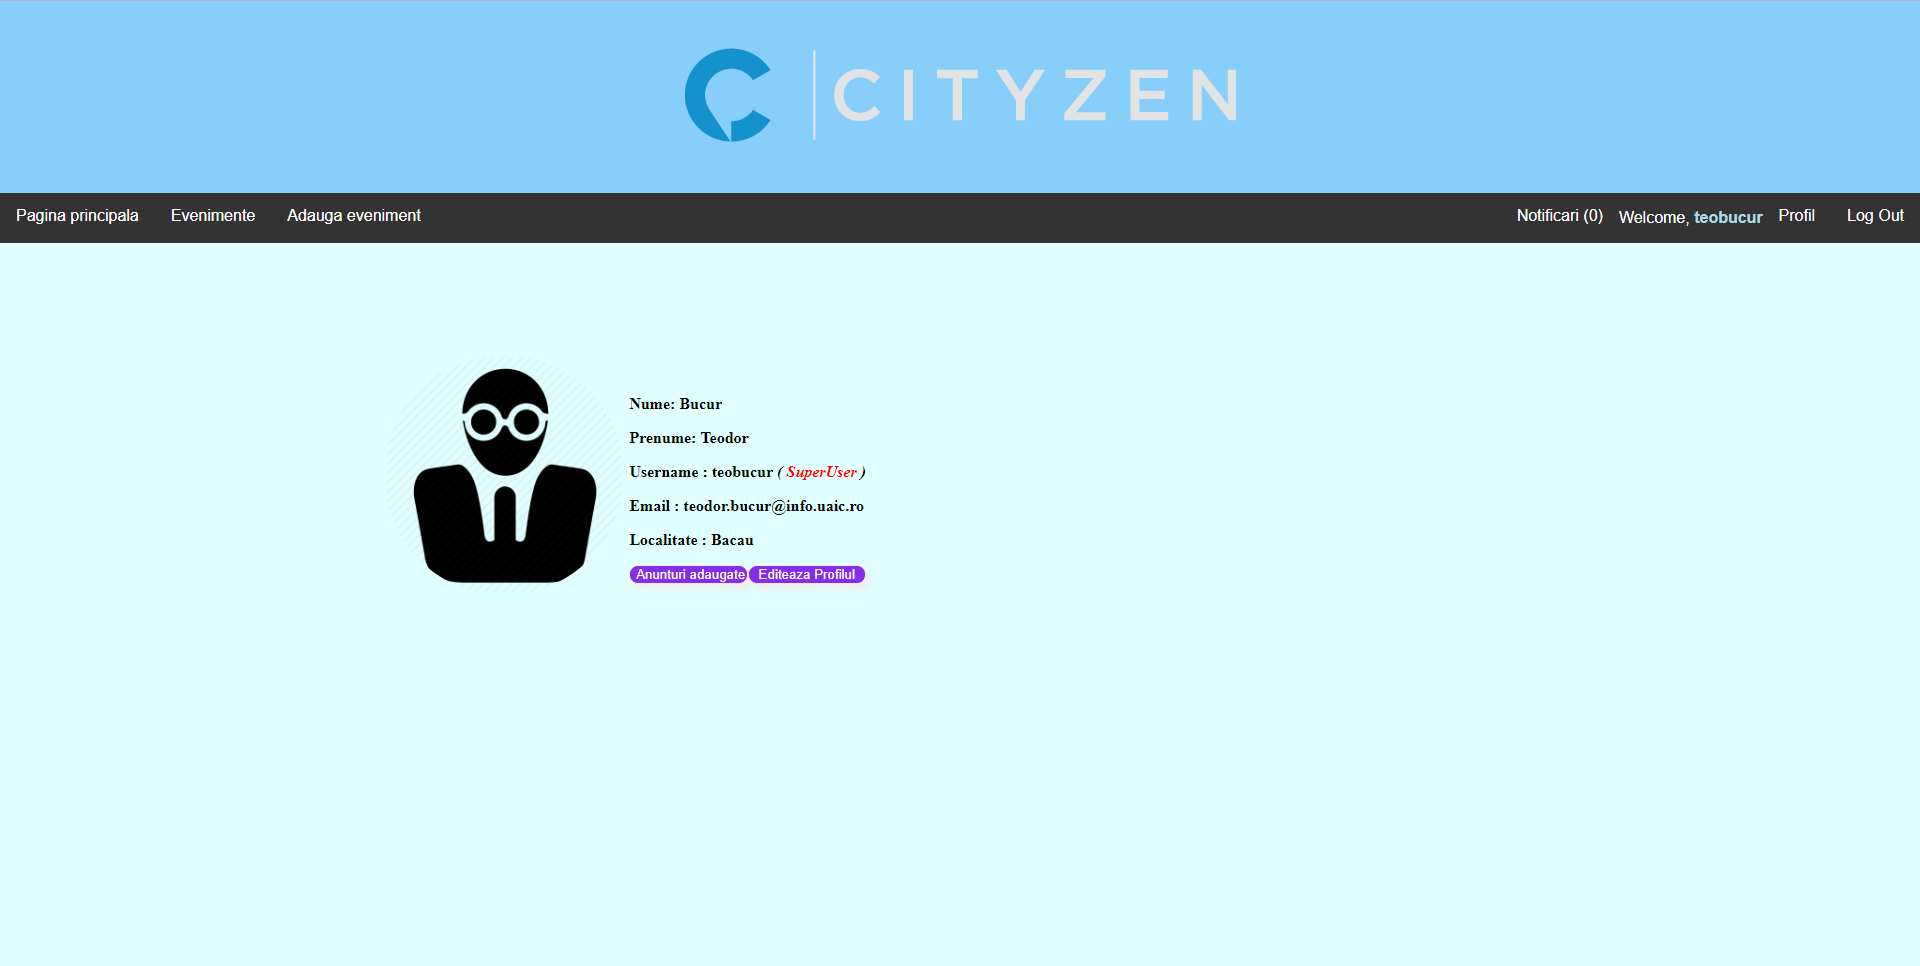 CITYZEN
Pagina principala Evenimente Adauga eveniment Notificari (0) Welcome, teobucur Profil Log Out
Nume: Bucur
Prenume: Teodor
Username : teobucur ( SuperUser )
Email : teodor.bucur@info.uaic.ro
Localitate : Bacau
Anunturi adaugate Editeaza Profilul